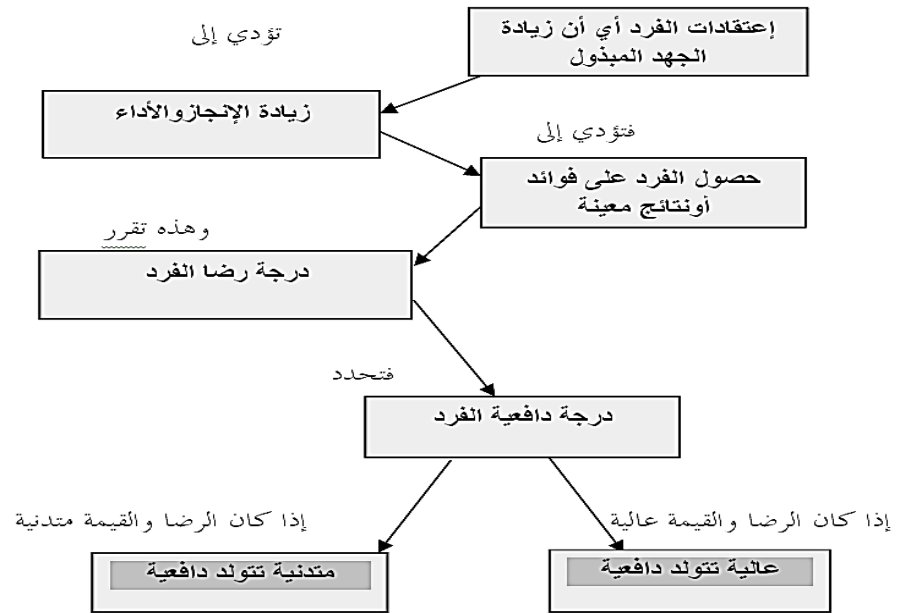 إعتقادات الفرد أي أن زيادة
الجهد المبذول
تؤدي إلى
زيادة الإنجازوالأداء
فتؤدي إلى
حصول الفرد على فوائد
أونتائج معينة
وهذه تقرر
درجة رضا الفرد
فتحدد
درجة دافعية الفرد
إذا كان الرضا والقيمة عالية
إذا كان الرضا والقيمة متدنية
عالية تتولد دافعية
متدنية تتولد دافعية